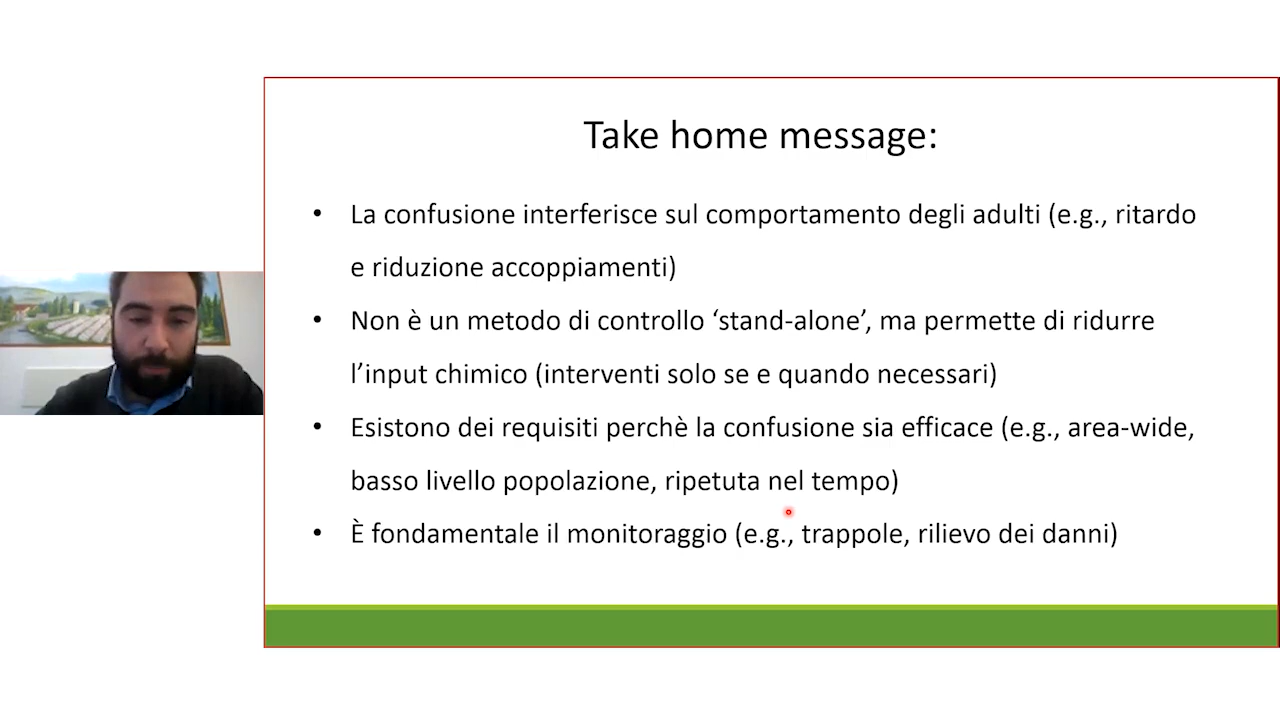 Take home message:
• La confusione interferisce sul comportamento degli adulti (e.g., ritardo
e riduzione accoppiamenti)
• Non è un metodo di controllo ‘stand-alone’, ma permette di ridurre
l’input chimico (interventi solo se e quando necessari)
• Esistono dei requisiti perchè la confusione sia efficace (e.g., area-wide,
basso livello popolazione, ripetuta nel tempo)
• È fondamentale il monitoraggio (e.g., trappole, rilievo dei danni)